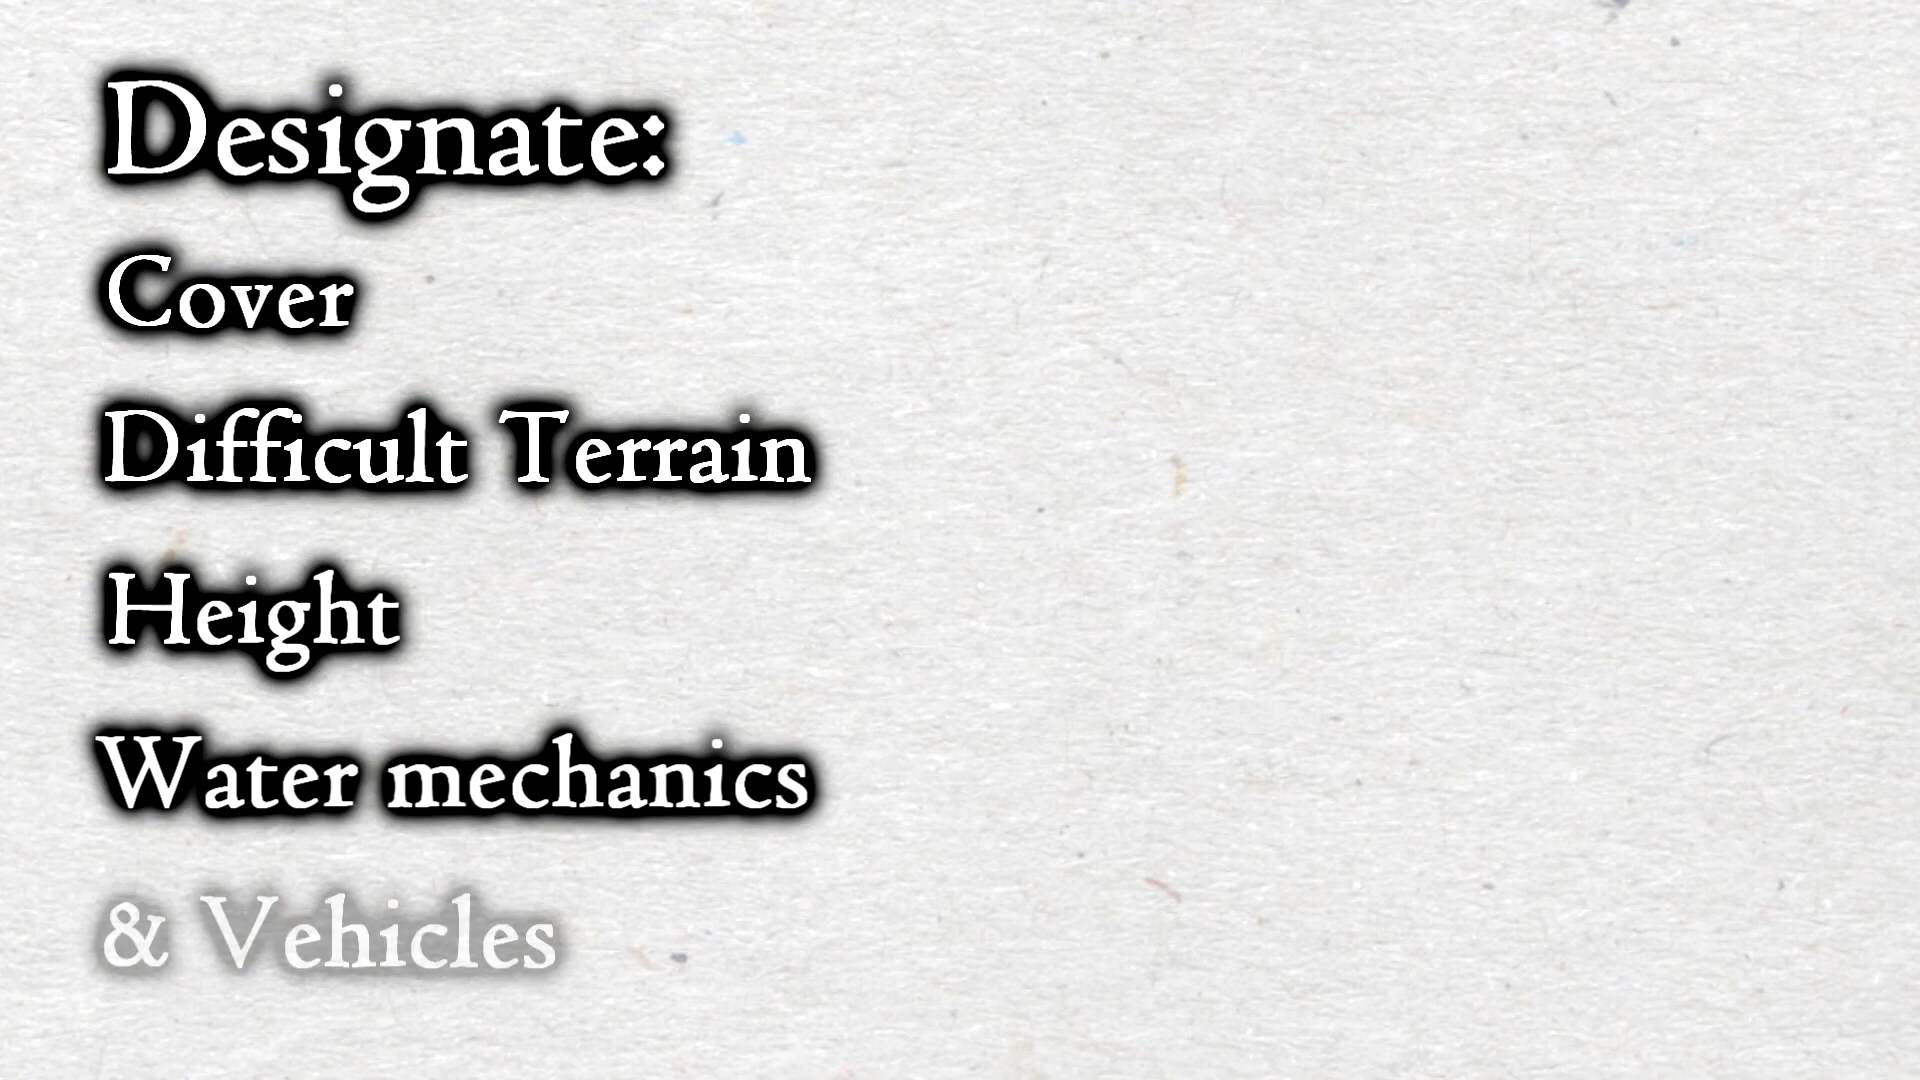 Designate:
Cover
Difficult Terrain
Height
Water mechanics
& Vehicles